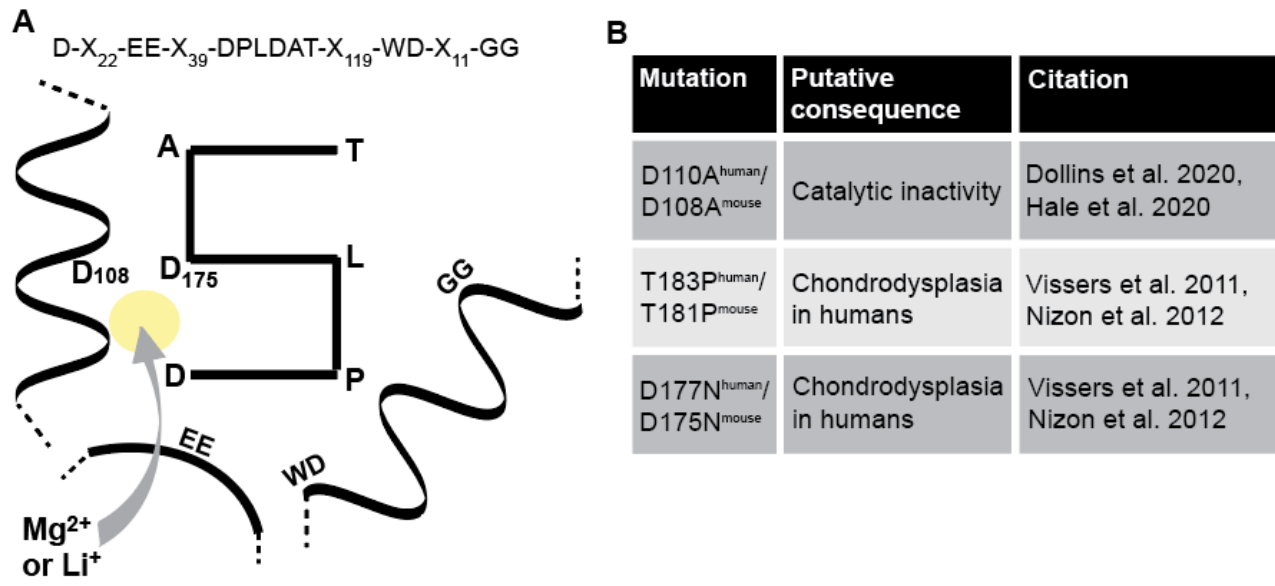 A
D-X22-EE-X39-DPLDAT-X119-WD-X11-GG
A T
D108 D175 L
D P
EE
WD
GG
Mg2+
or Li+
B
Mutation Putative consequence Citation
D110Ahuman/
D108Amouse
Catalytic inactivity
Dollins et al. 2020,
Hale et al. 2020
T183Phuman/
T181Pmouse
Chondrodysplasia
in humans
Vissers et al. 2011,
Nizon et al. 2012
D177Nhuman/
D175Nmouse
Chondrodysplasia
in humans
Vissers et al. 2011,
Nizon et al. 2012